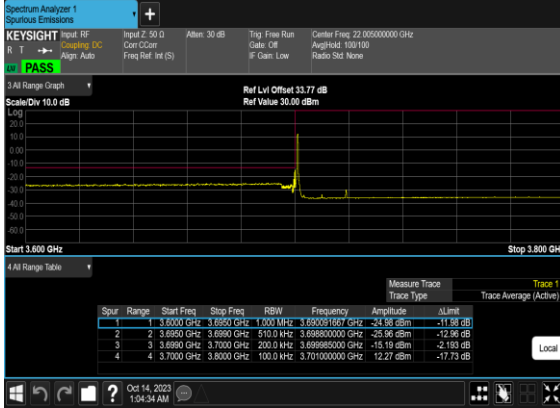 Spectrum Analyzer 1
Spurious Emissions
+
KEYSIGHT Input: RF Input Z: 50 Ω Atten: 30 dB Trig: Free Run Center Freq: 22.005000000 GHz
R T Coupling: DC Corr CCorr Gate: Off Avg|Hold: 100/100
Align: Auto Freq Ref: Int (S) IF Gain: Low Radio Std: None
LXI PASS
3 All Range Graph
Ref Lvl Offset 33.77 dB
Scale/Div 10.0 dB Ref Value 30.00 dBm
Log
20.0
10.0
0.00
-10.0
-20.0
-30.0
-40.0
-50.0
-60.0
Start 3.600 GHz Stop 3.800 GH
4 All Range Table
Measure Trace Trace 1
Trace Type Trace Average (Active)
Spur Range Start Freq Stop Freq RBW Frequency Amplitude ΔLimit
1 1 3.6000 GHz 3.6950 GHz 1.000 MHz 3.690091667 GHz -24.98 dBm -11.98 dB
2 2 3.6950 GHz 3.6990 GHz 510.0 kHz 3.698800000 GHz -25.96 dBm -12.96 dB
3 3 3.6990 GHz 3.7000 GHz 200.0 kHz 3.699985000 GHz -15.19 dBm -2.193 dB
4 4 3.7000 GHz 3.8000 GHz 100.0 kHz 3.701000000 GHz 12.27 dBm -17.73 dB
Local
? Oct 14, 2023
1:04:34 AM